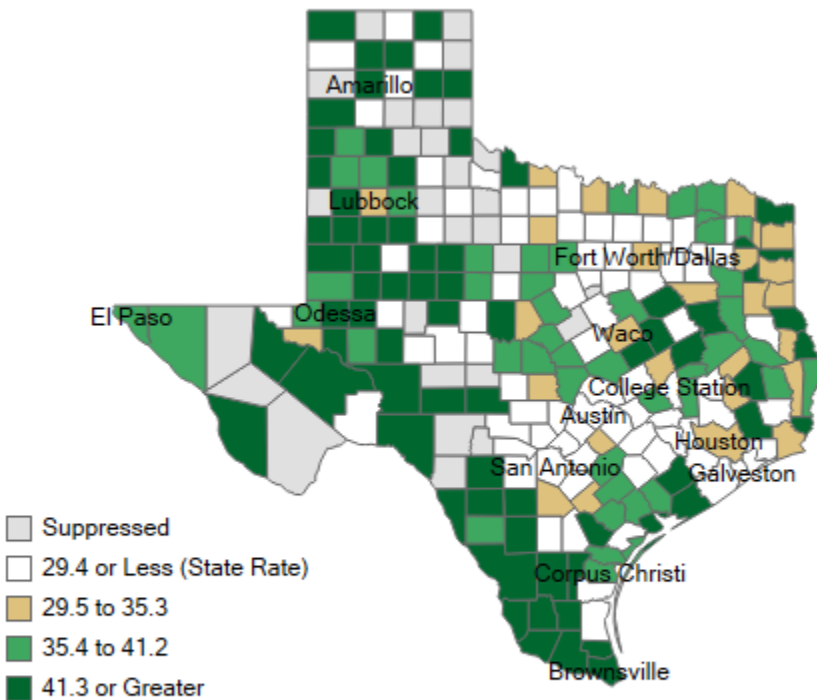 Amarillo
Lubbock
Fort Worth/Dallas
El Paso
Odessa
Waco
College Station
Austin
Houston
San Antonio
Galveston
Corpus Christi
Brownsville
Suppressed
29.4 or Less (State Rate)
29.5 to 35.3
35.4 to 41.2
41.3 or Greater